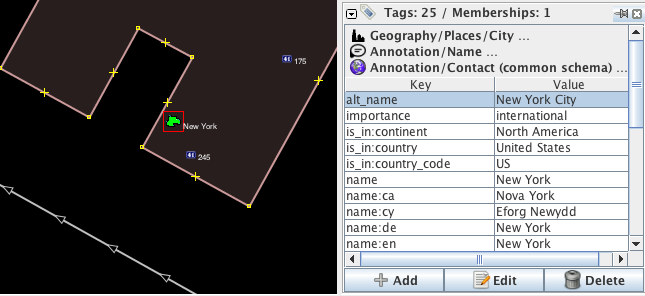 175
New York
245
Tags: 25 / Memberships: 1
Geography/Places/City ...
Annotation/Name ...
Annotation/Contact (common schema) ...
Key Value
alt_name New York City
importance international
is_in:continent North America
is_in:country United States
is_in:country_code US
name New York
name:ca Nova York
name:cy Efrog Newydd
name:de New York
name:en New York
Add Edit Delete